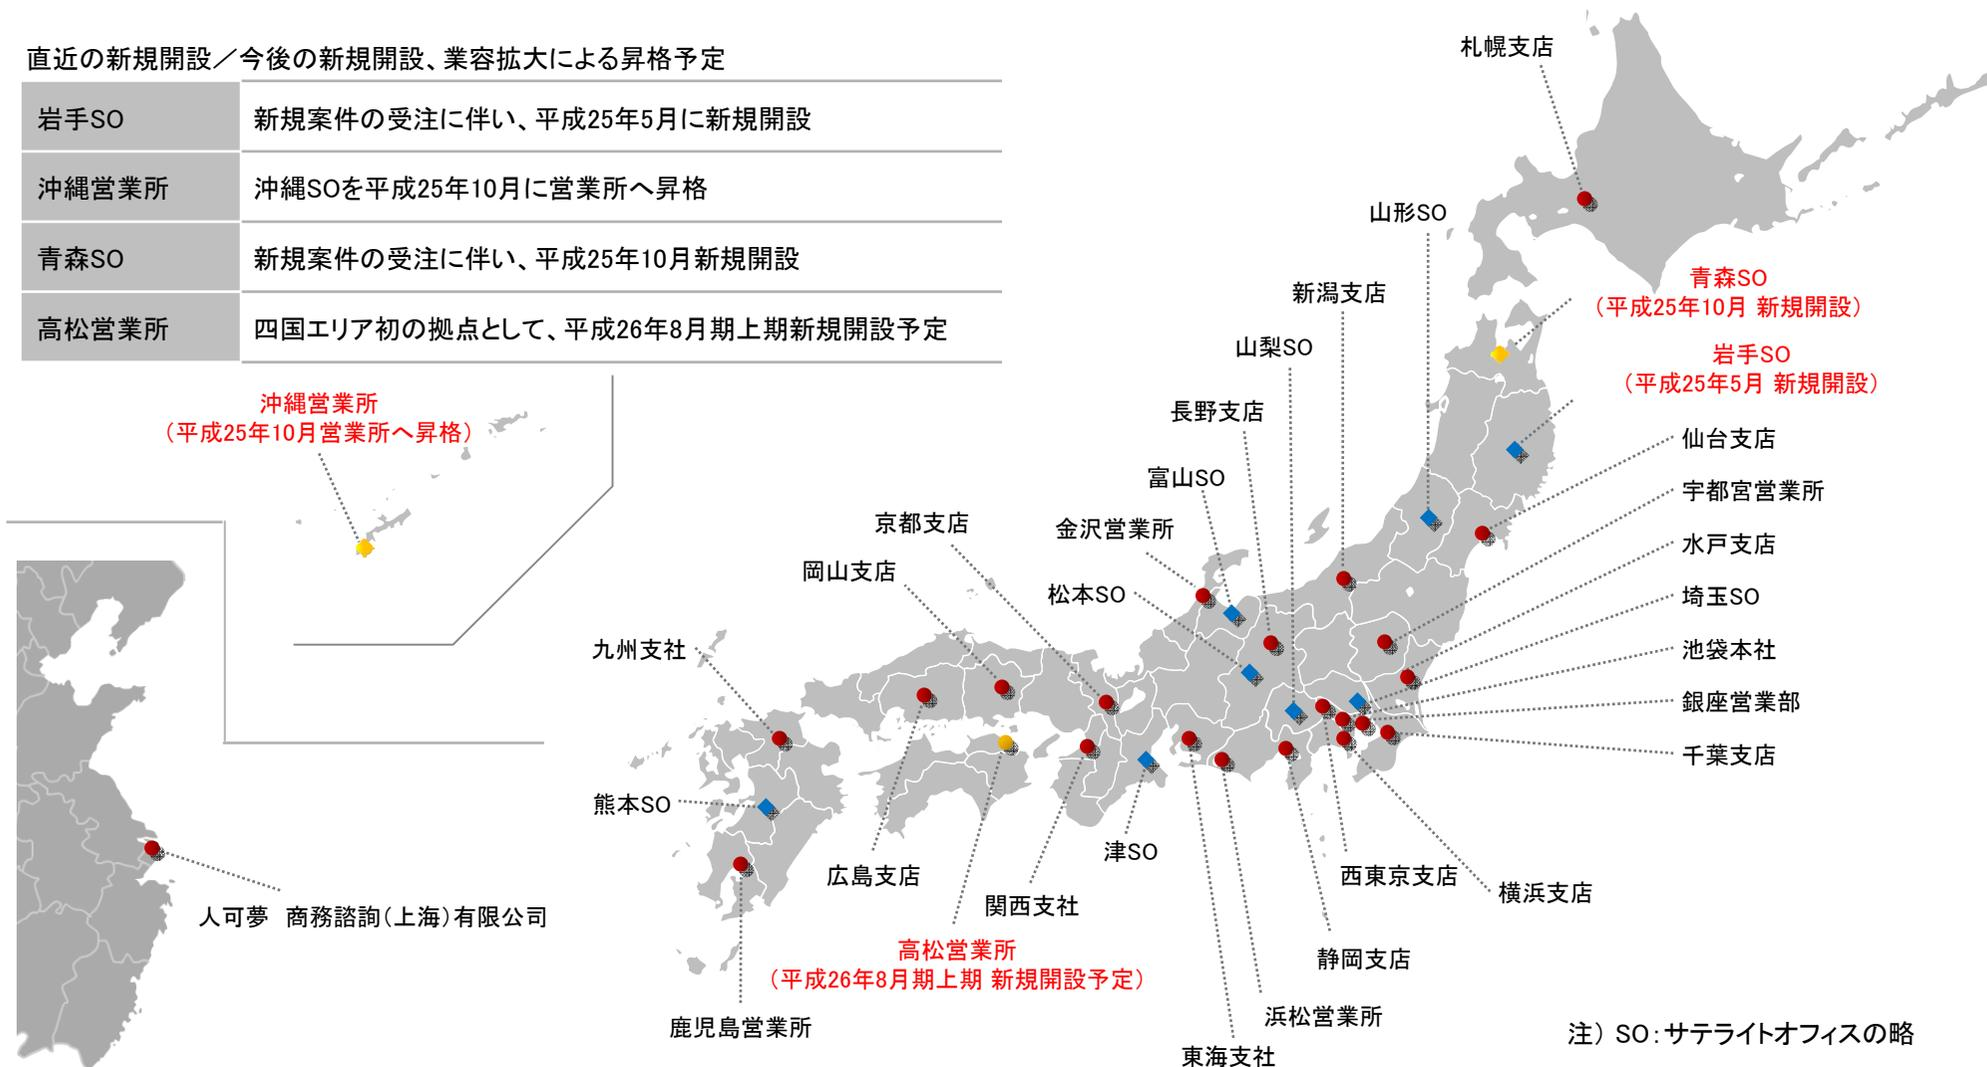 直近の新規開設／今後の新規開設、業容拡大による昇格予定
岩手SO
新規案件の受注に伴い、平成25年5月に新規開設
沖縄営業所
沖縄SOを平成25年10月に営業所へ昇格
青森SO
新規案件の受注に伴い、平成25年10月新規開設
高松営業所
四国エリア初の拠点として、平成26年8月期上期新規開設予定
札幌支店
山形SO
青森SO
（平成25年10月 新規開設）
新潟支店
山梨SO
岩手SO
（平成25年5月 新規開設）
沖縄営業所
（平成25年10月営業所へ昇格）
長野支店
仙台支店
富山SO
宇都宮営業所
京都支店
金沢営業所
水戸支店
岡山支店
松本SO
埼玉SO
九州支社
池袋本社
銀座営業部
千葉支店
熊本SO
津SO
広島支店
西東京支店
横浜支店
関西支社
人可夢　商務諮詢（上海）有限公司
高松営業所
（平成26年8月期上期 新規開設予定）
静岡支店
浜松営業所
鹿児島営業所
東海支社
注） SO：サテライトオフィスの略